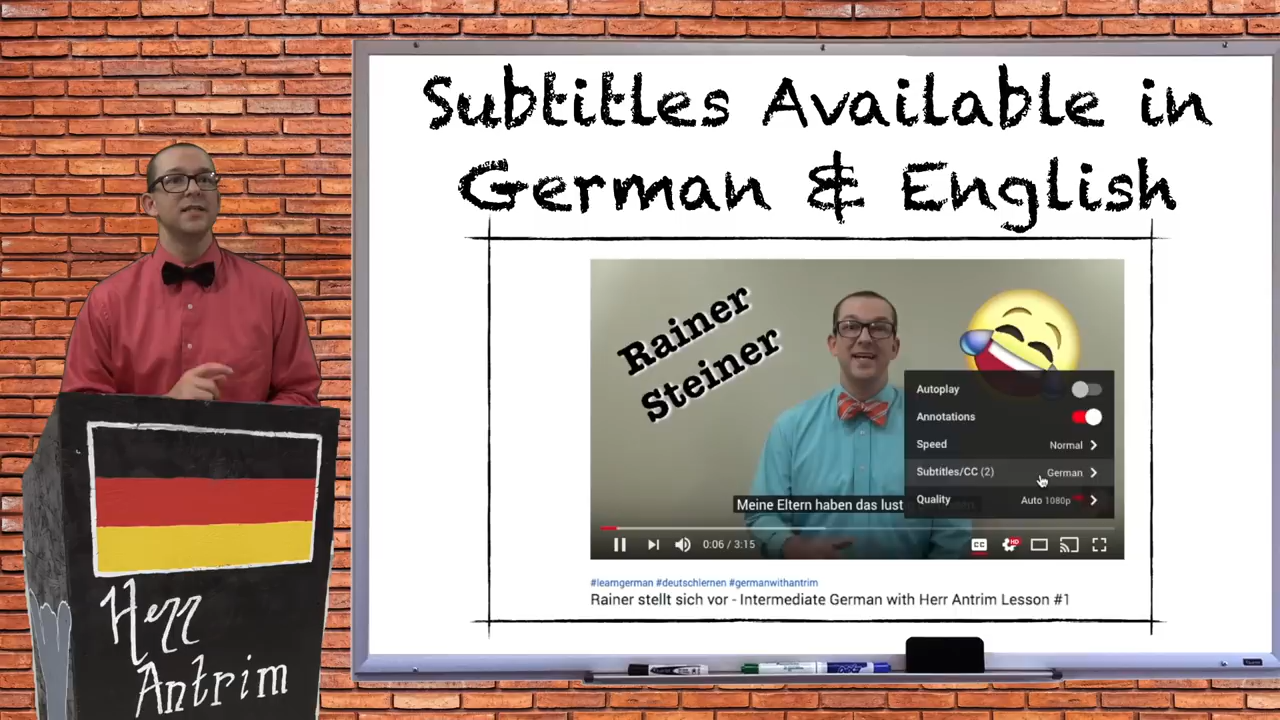 Subtitles Available in
German & English
Rainer
Steiner
Autoplay
Annotations
Speed Normal
Subtitles/CC (2) German
Quality Auto 1080p
Meine Eltern haben das lust
0:06 / 3:15
CC HD
#learngerman #deutschlernen #germanwithantrim
Rainer stellt sich vor - Intermediate German with Herr Antrim Lesson #1
Herr
Antrim